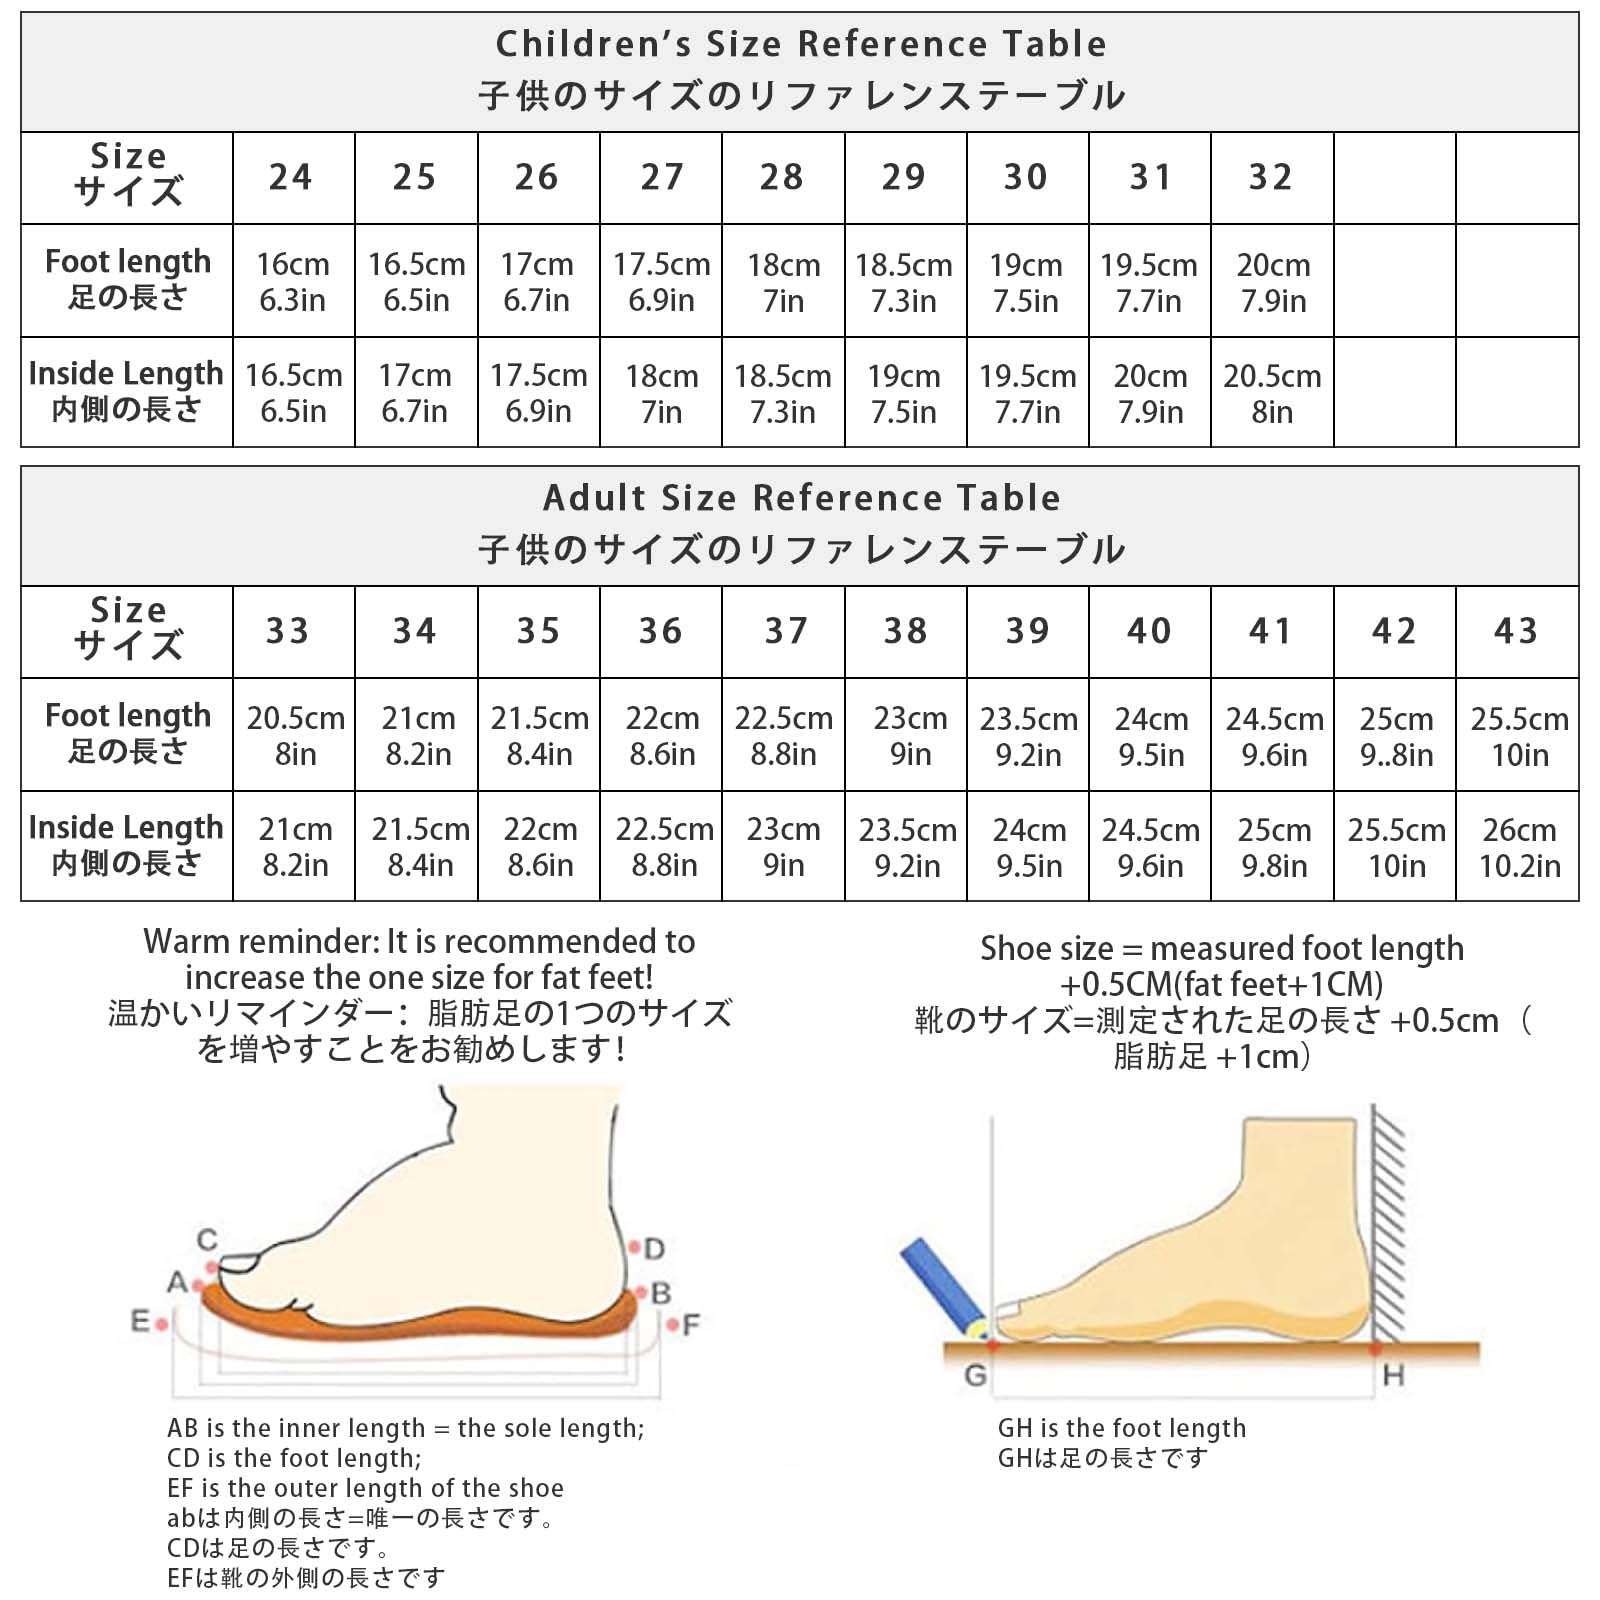 Children's Size Reference Table
子供のサイズのリファレンステーブル
Size 24 25 26 27 28 29 30 31 32
サイズ
Foot length 16cm 16.5cm 17cm 17.5cm 18cm 18.5cm 19cm 19.5cm 20cm
足の長さ 6.3in 6.5in 6.7in 6.9in 7in 7.3in 7.5in 7.7in 7.9in
Inside Length 16.5cm 17cm 17.5cm 18cm 18.5cm 19cm 19.5cm 20cm 20.5cm
内側の長さ 6.5in 6.7in 6.9in 7in 7.3in 7.5in 7.7in 7.9in 8in
Adult Size Reference Table
子供のサイズのリファレンステーブル
Size 33 34 35 36 37 38 39 40 41 42 43
サイズ
Foot length 20.5cm 21cm 21.5cm 22cm 22.5cm 23cm 23.5cm 24cm 24.5cm 25cm 25.5cm
足の長さ 8in 8.2in 8.4in 8.6in 8.8in 9in 9.2in 9.5in 9.6in 9..8in 10in
Inside Length 21cm 21.5cm 22cm 22.5cm 23cm 23.5cm 24cm 24.5cm 25cm 25.5cm 26cm
内側の長さ 8.2in 8.4in 8.6in 8.8in 9in 9.2in 9.5in 9.6in 9.8in 10in 10.2in
Warm reminder: It is recommended to
increase the one size for fat feet!
温かいリマインダー：脂肪足の1つのサイズ
を増やすことをお勧めします！
Shoe size = measured foot length
+0.5CM(fat feet+1CM)
靴のサイズ=測定された足の長さ +0.5cm（
脂肪足 +1cm）
C
D
A
B
E
F
G
H
AB is the inner length = the sole length;
CD is the foot length;
EF is the outer length of the shoe
abは内側の長さ=唯一の長さです。
CDは足の長さです。
EFは靴の外側の長さです
GH is the foot length
GHは足の長さです